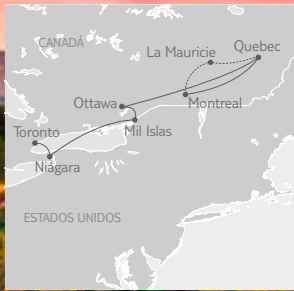 CANADÁ
Quebec
La Mauricie
Ottawa
Montreal
Toronto
Mil Islas
Niágara
ESTADOS UNIDOS